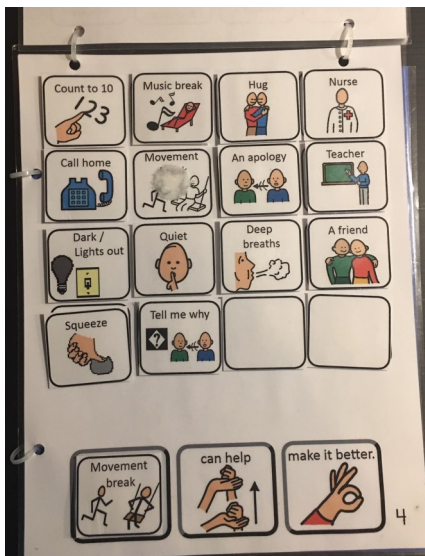 Count to 10
123
Music break
Hug
Nurse
Call home
Movement
An apology
Teacher
Dark /
Lights out
Quiet
Deep
breaths
A friend
Squeeze
Tell me why
?
Movement
break
can help
make it better.
4